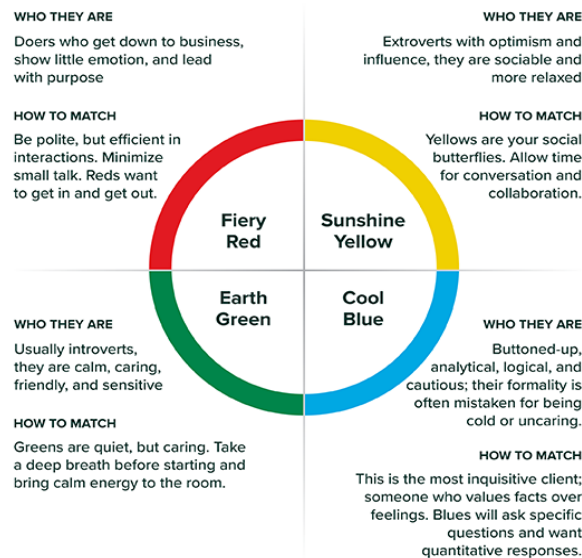 WHO THEY ARE
Doers who get down to business,
show little emotion, and lead
with purpose
HOW TO MATCH
Be polite, but efficient in
interactions. Minimize
small talk. Reds want
to get in and get out.
WHO THEY ARE
Extroverts with optimism and
influence, they are sociable and
more relaxed
HOW TO MATCH
Yellows are your social
butterflies. Allow time
for conversation and
collaboration.
Fiery
Red
Sunshine
Yellow
Earth
Green
Cool
Blue
WHO THEY ARE
Usually introverts,
they are calm, caring,
friendly, and sensitive
HOW TO MATCH
Greens are quiet, but caring. Take
a deep breath before starting and
bring calm energy to the room.
WHO THEY ARE
Buttoned-up,
analytical, logical, and
cautious; their formality is
often mistaken for being
cold or uncaring.
HOW TO MATCH
This is the most inquisitive client;
someone who values facts over
feelings. Blues will ask specific
questions and want
quantitative responses.